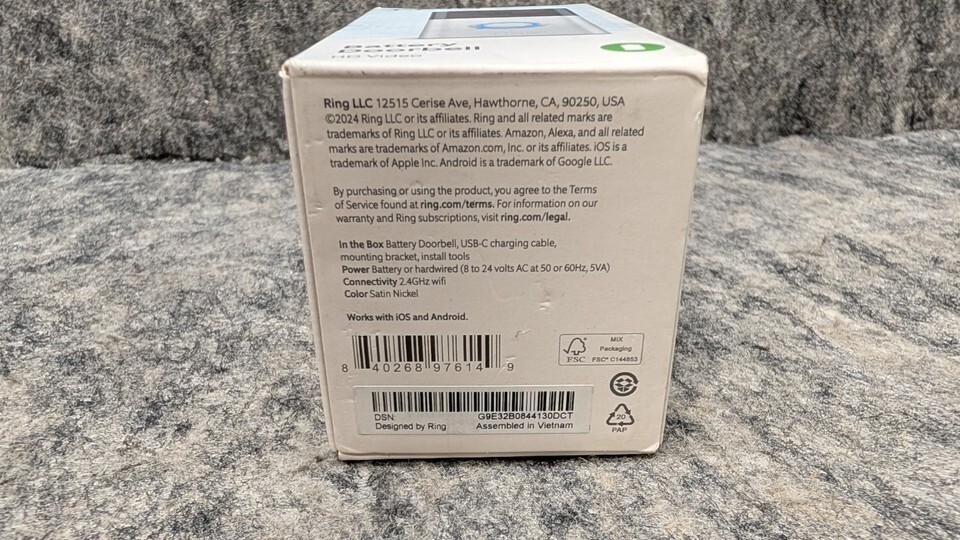 Battery
Doorbell
HD Video
Ring LLC 12515 Cerise Ave, Hawthorne, CA, 90250, USA
©2024 Ring LLC or its affiliates. Ring and all related marks are
trademarks of Ring LLC or its affiliates. Amazon, Alexa, and all related
marks are trademarks of Amazon.com, Inc. or its affiliates. iOS is a
trademark of Apple Inc. Android is a trademark of Google LLC.
By purchasing or using the product, you agree to the Terms
of Service found at ring.com/terms. For information on our
warranty and Ring subscriptions, visit ring.com/legal.
In the Box Battery Doorbell, USB-C charging cable,
mounting bracket, install tools
Power Battery or hardwired (8 to 24 volts AC at 50 or 60Hz, 5VA)
Connectivity 2.4GHz wifi
Color Satin Nickel
Works with iOS and Android.
8 40268 97614 9
FSC
MIX
Packaging
FSC® C144853
DSN: G9E32B0844130DCT
Designed by Ring Assembled in Vietnam
20
PAP